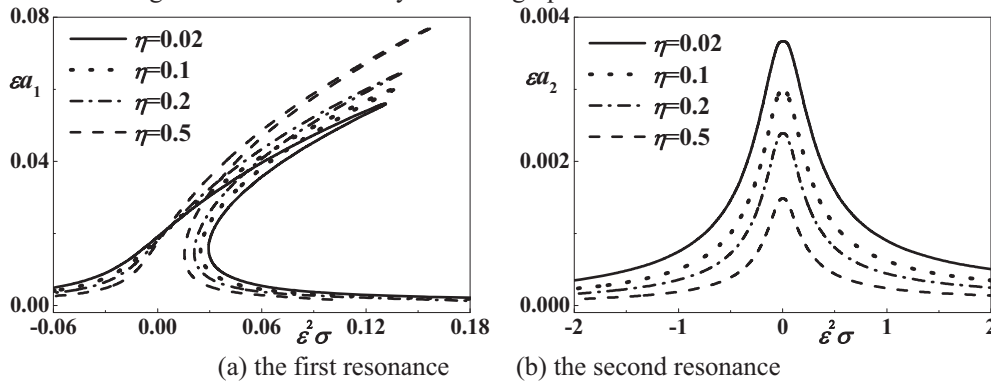 0.08
η=0.02
εa₁
η=0.1
η=0.2
η=0.5
0.04
0.00
-0.06
0.00
0.06
0.12
0.18
ε²σ
(a) the first resonance
0.004
η=0.02
εa₂
η=0.1
η=0.2
η=0.5
0.002
0.000
-2
-1
0
1
2
ε²σ
(b) the second resonance